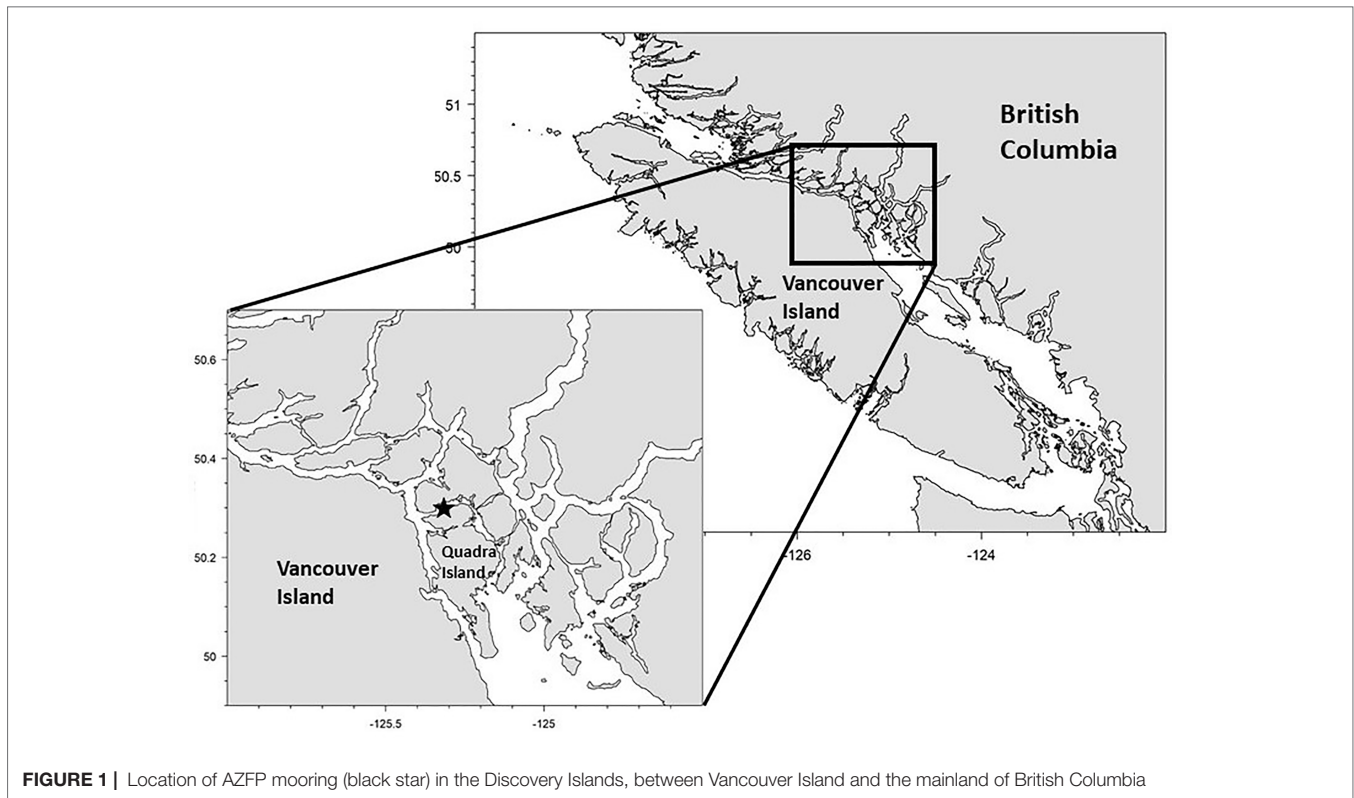 51
50.5
50
-126
-124
British
Columbia
Vancouver
Island
50.6
50.4
50.2
50
-125.5
-125
Vancouver
Island
Quadra
Island
FIGURE 1 | Location of AZFP mooring (black star) in the Discovery Islands, between Vancouver Island and the mainland of British Columbia